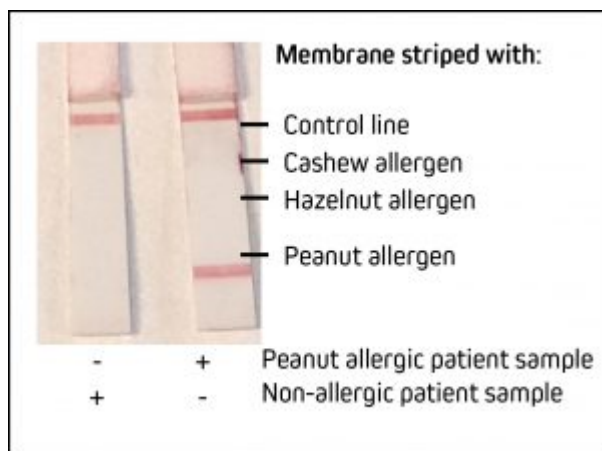 Membrane striped with:
Control line
Cashew allergen
Hazelnut allergen
Peanut allergen
- + Peanut allergic patient sample
+ - Non-allergic patient sample